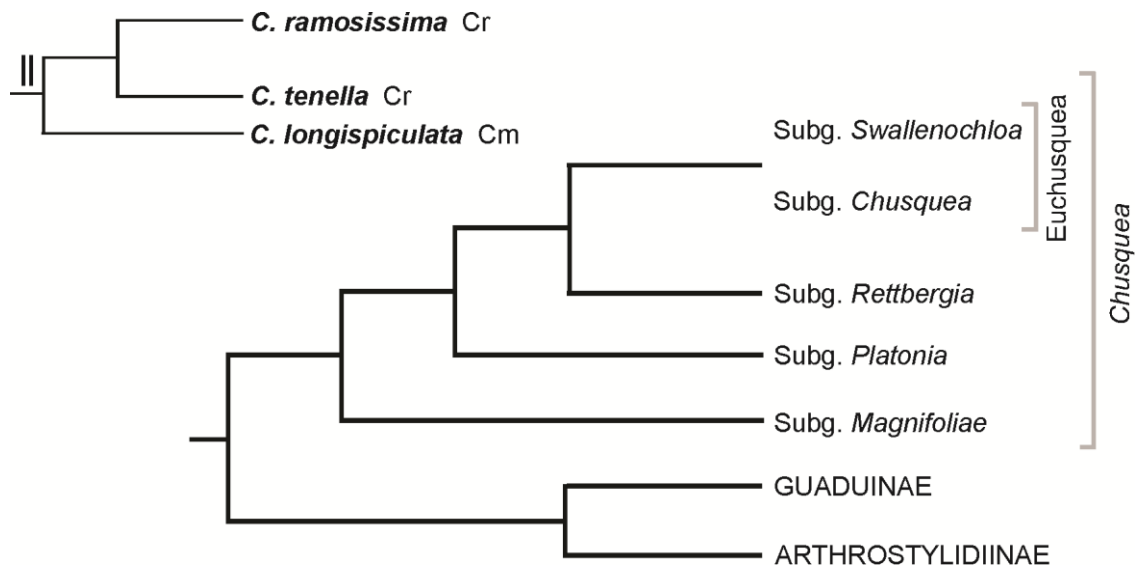 C. ramosissima Cr
II
C. tenella Cr
C. longispiculata Cm
Subg. Swallenochloa
Subg. Chusquea
Euchusquea
Subg. Rettbergia
Chusquea
Subg. Platonia
Subg. Magnifoliae
GUADUINAE
ARTHROSTYLIDIINAE